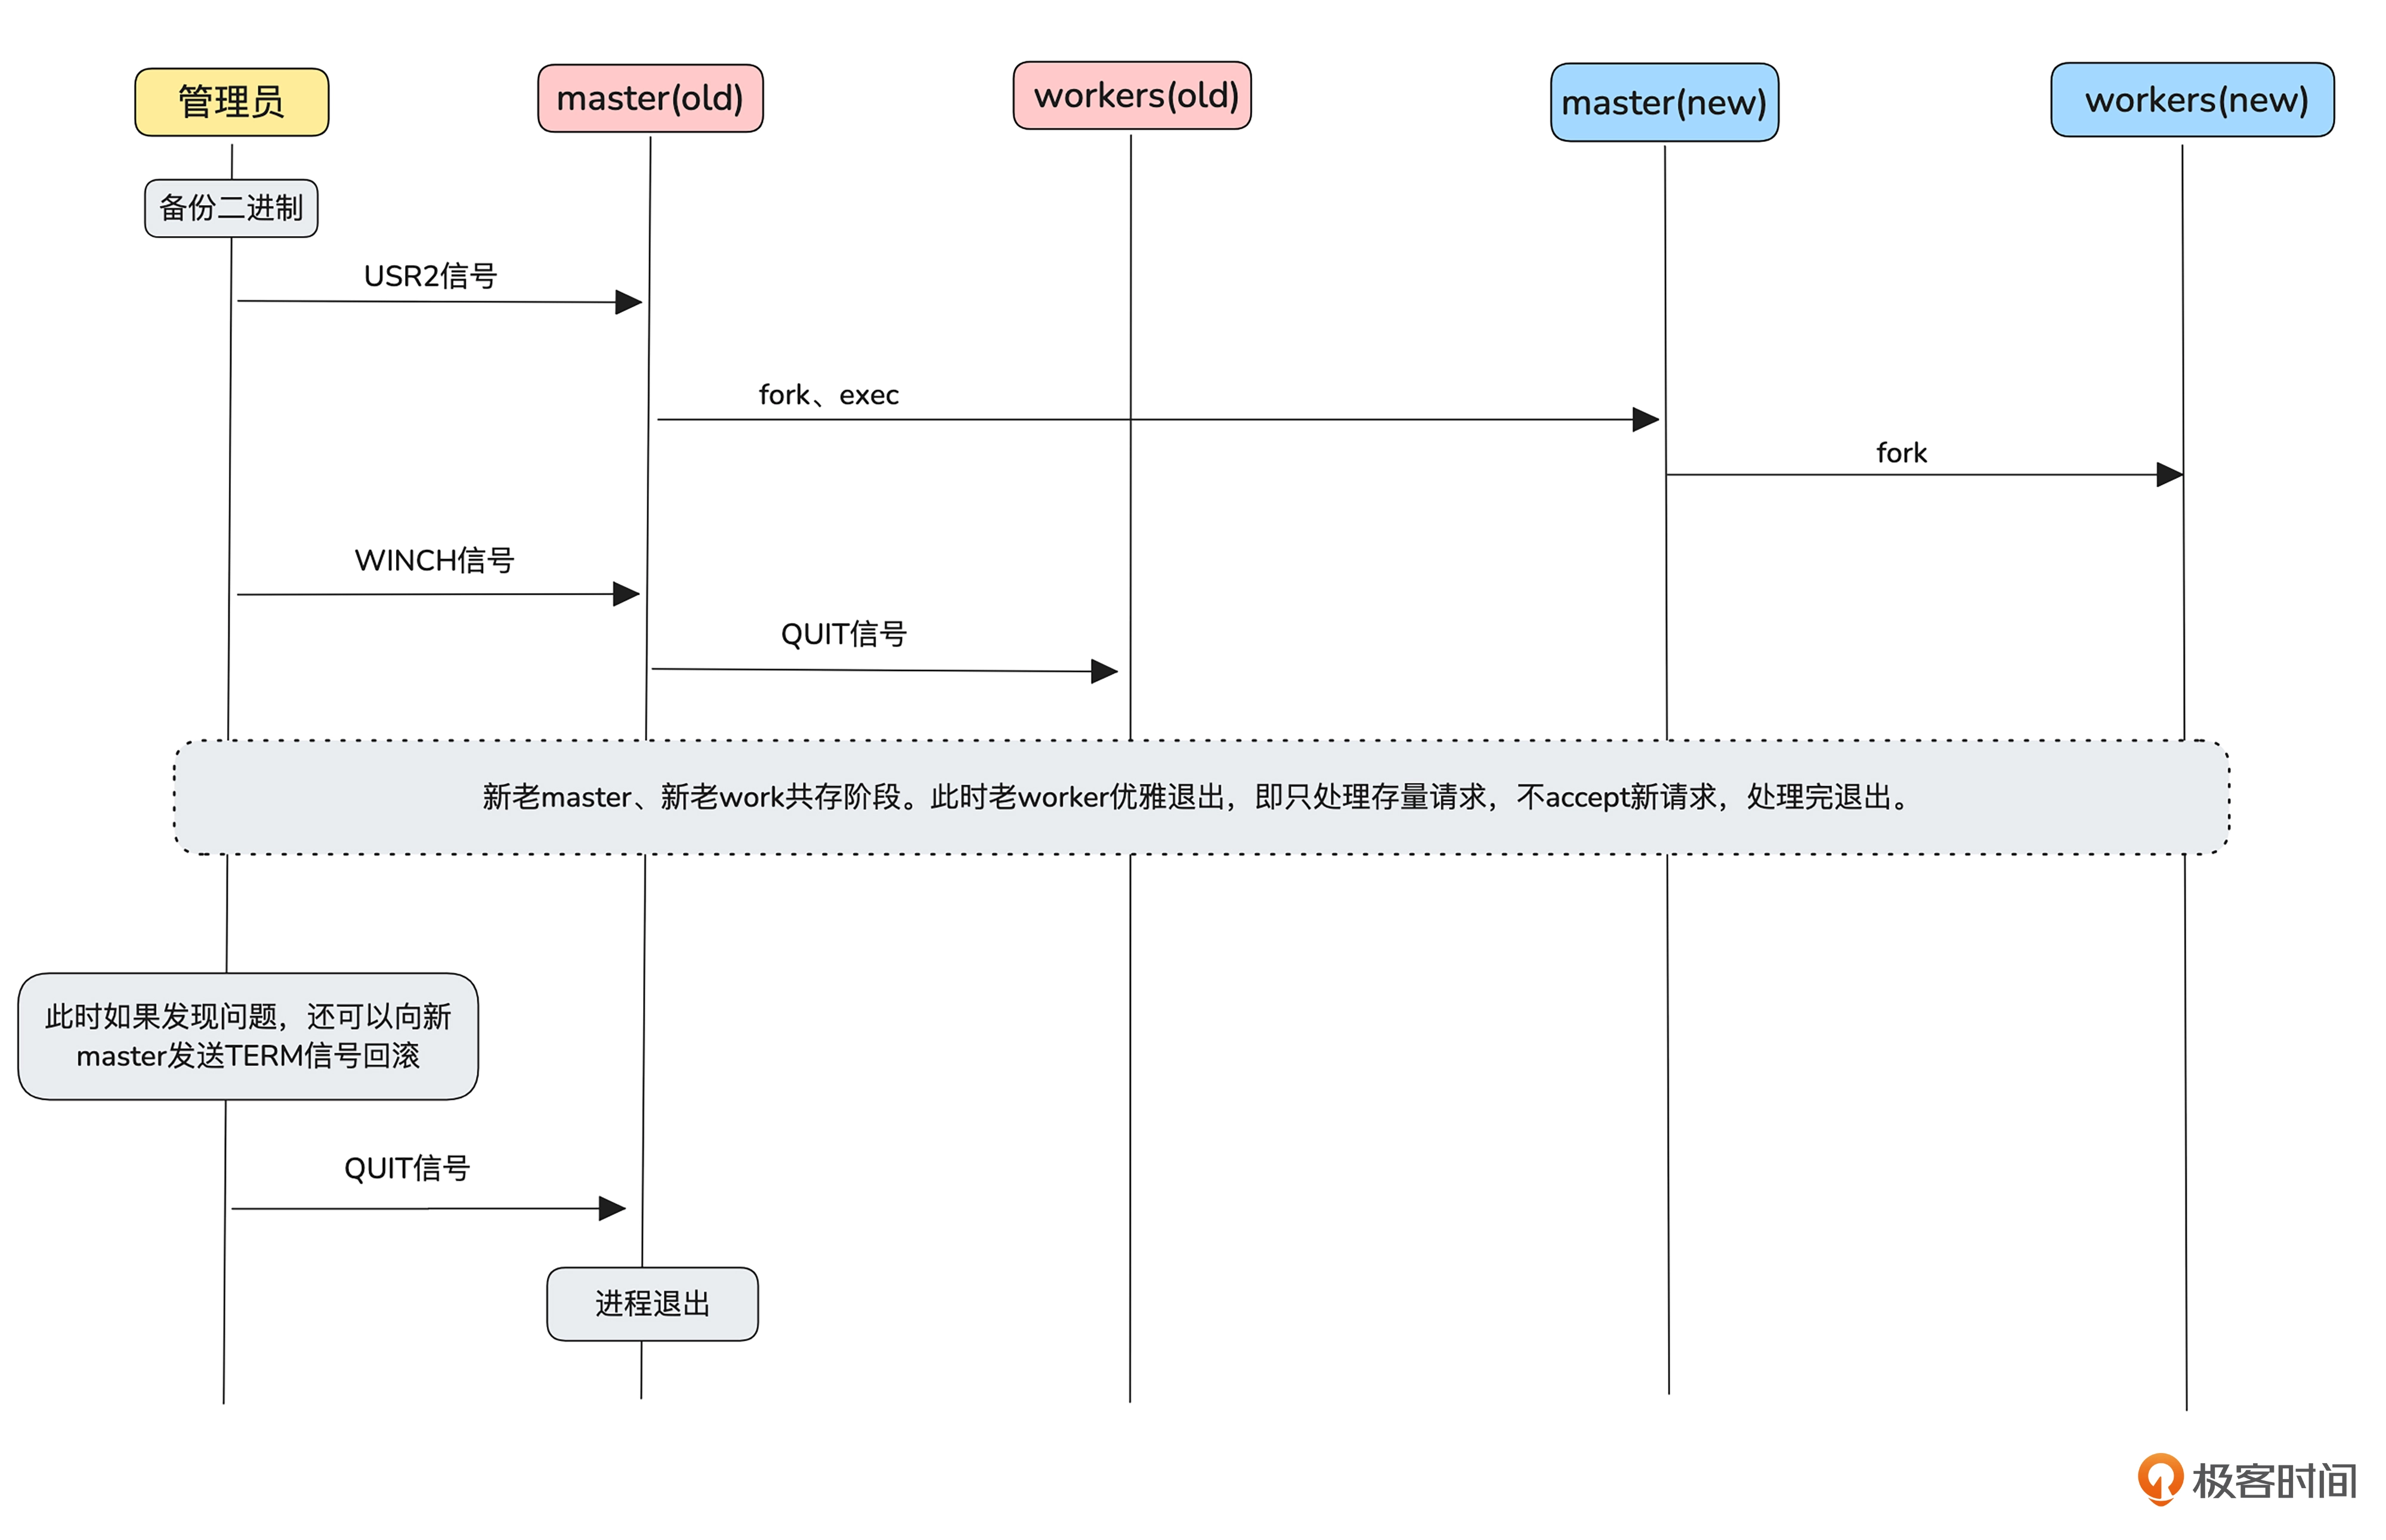 管理员
master(old)
workers(old)
master(new)
workers(new)
备份二进制
USR2信号
fork、exec
fork
WINCH信号
QUIT信号
新老master、新老work共存阶段。此时老worker优雅退出，即只处理存量请求，不accept新请求，处理完退出。
此时如果发现问题，还可以向新
master发送TERM信号回滚
QUIT信号
进程退出
极客时间